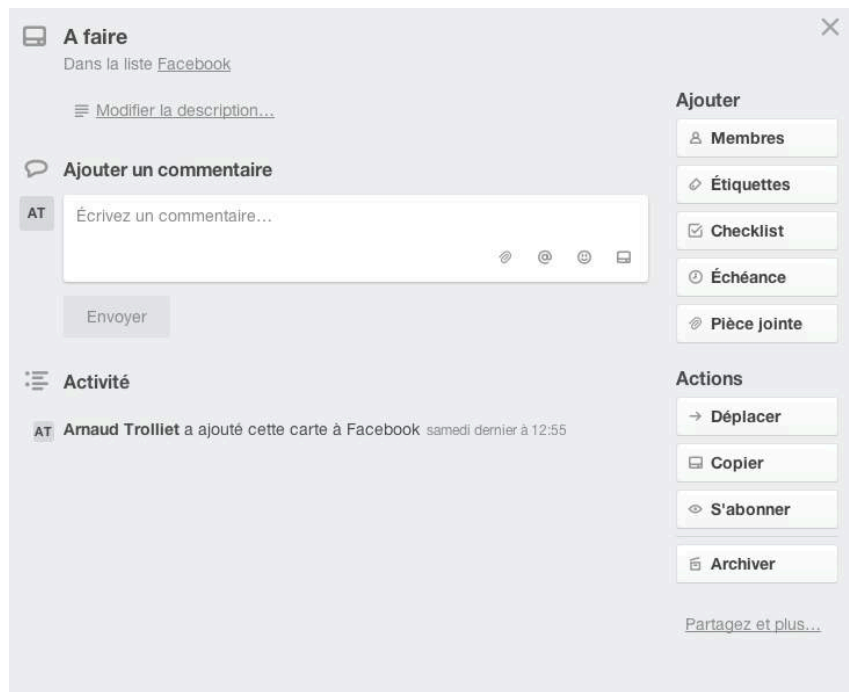 A faire
Dans la liste Facebook
Modifier la description…
Ajouter un commentaire
AT
Écrivez un commentaire…
@
Envoyer
Activité
AT Arnaud Trolliet a ajouté cette carte à Facebook samedi dernier à 12:55
Ajouter
Membres
Étiquettes
Checklist
Échéance
Pièce jointe
Actions
Déplacer
Copier
S'abonner
Archiver
Partagez et plus…